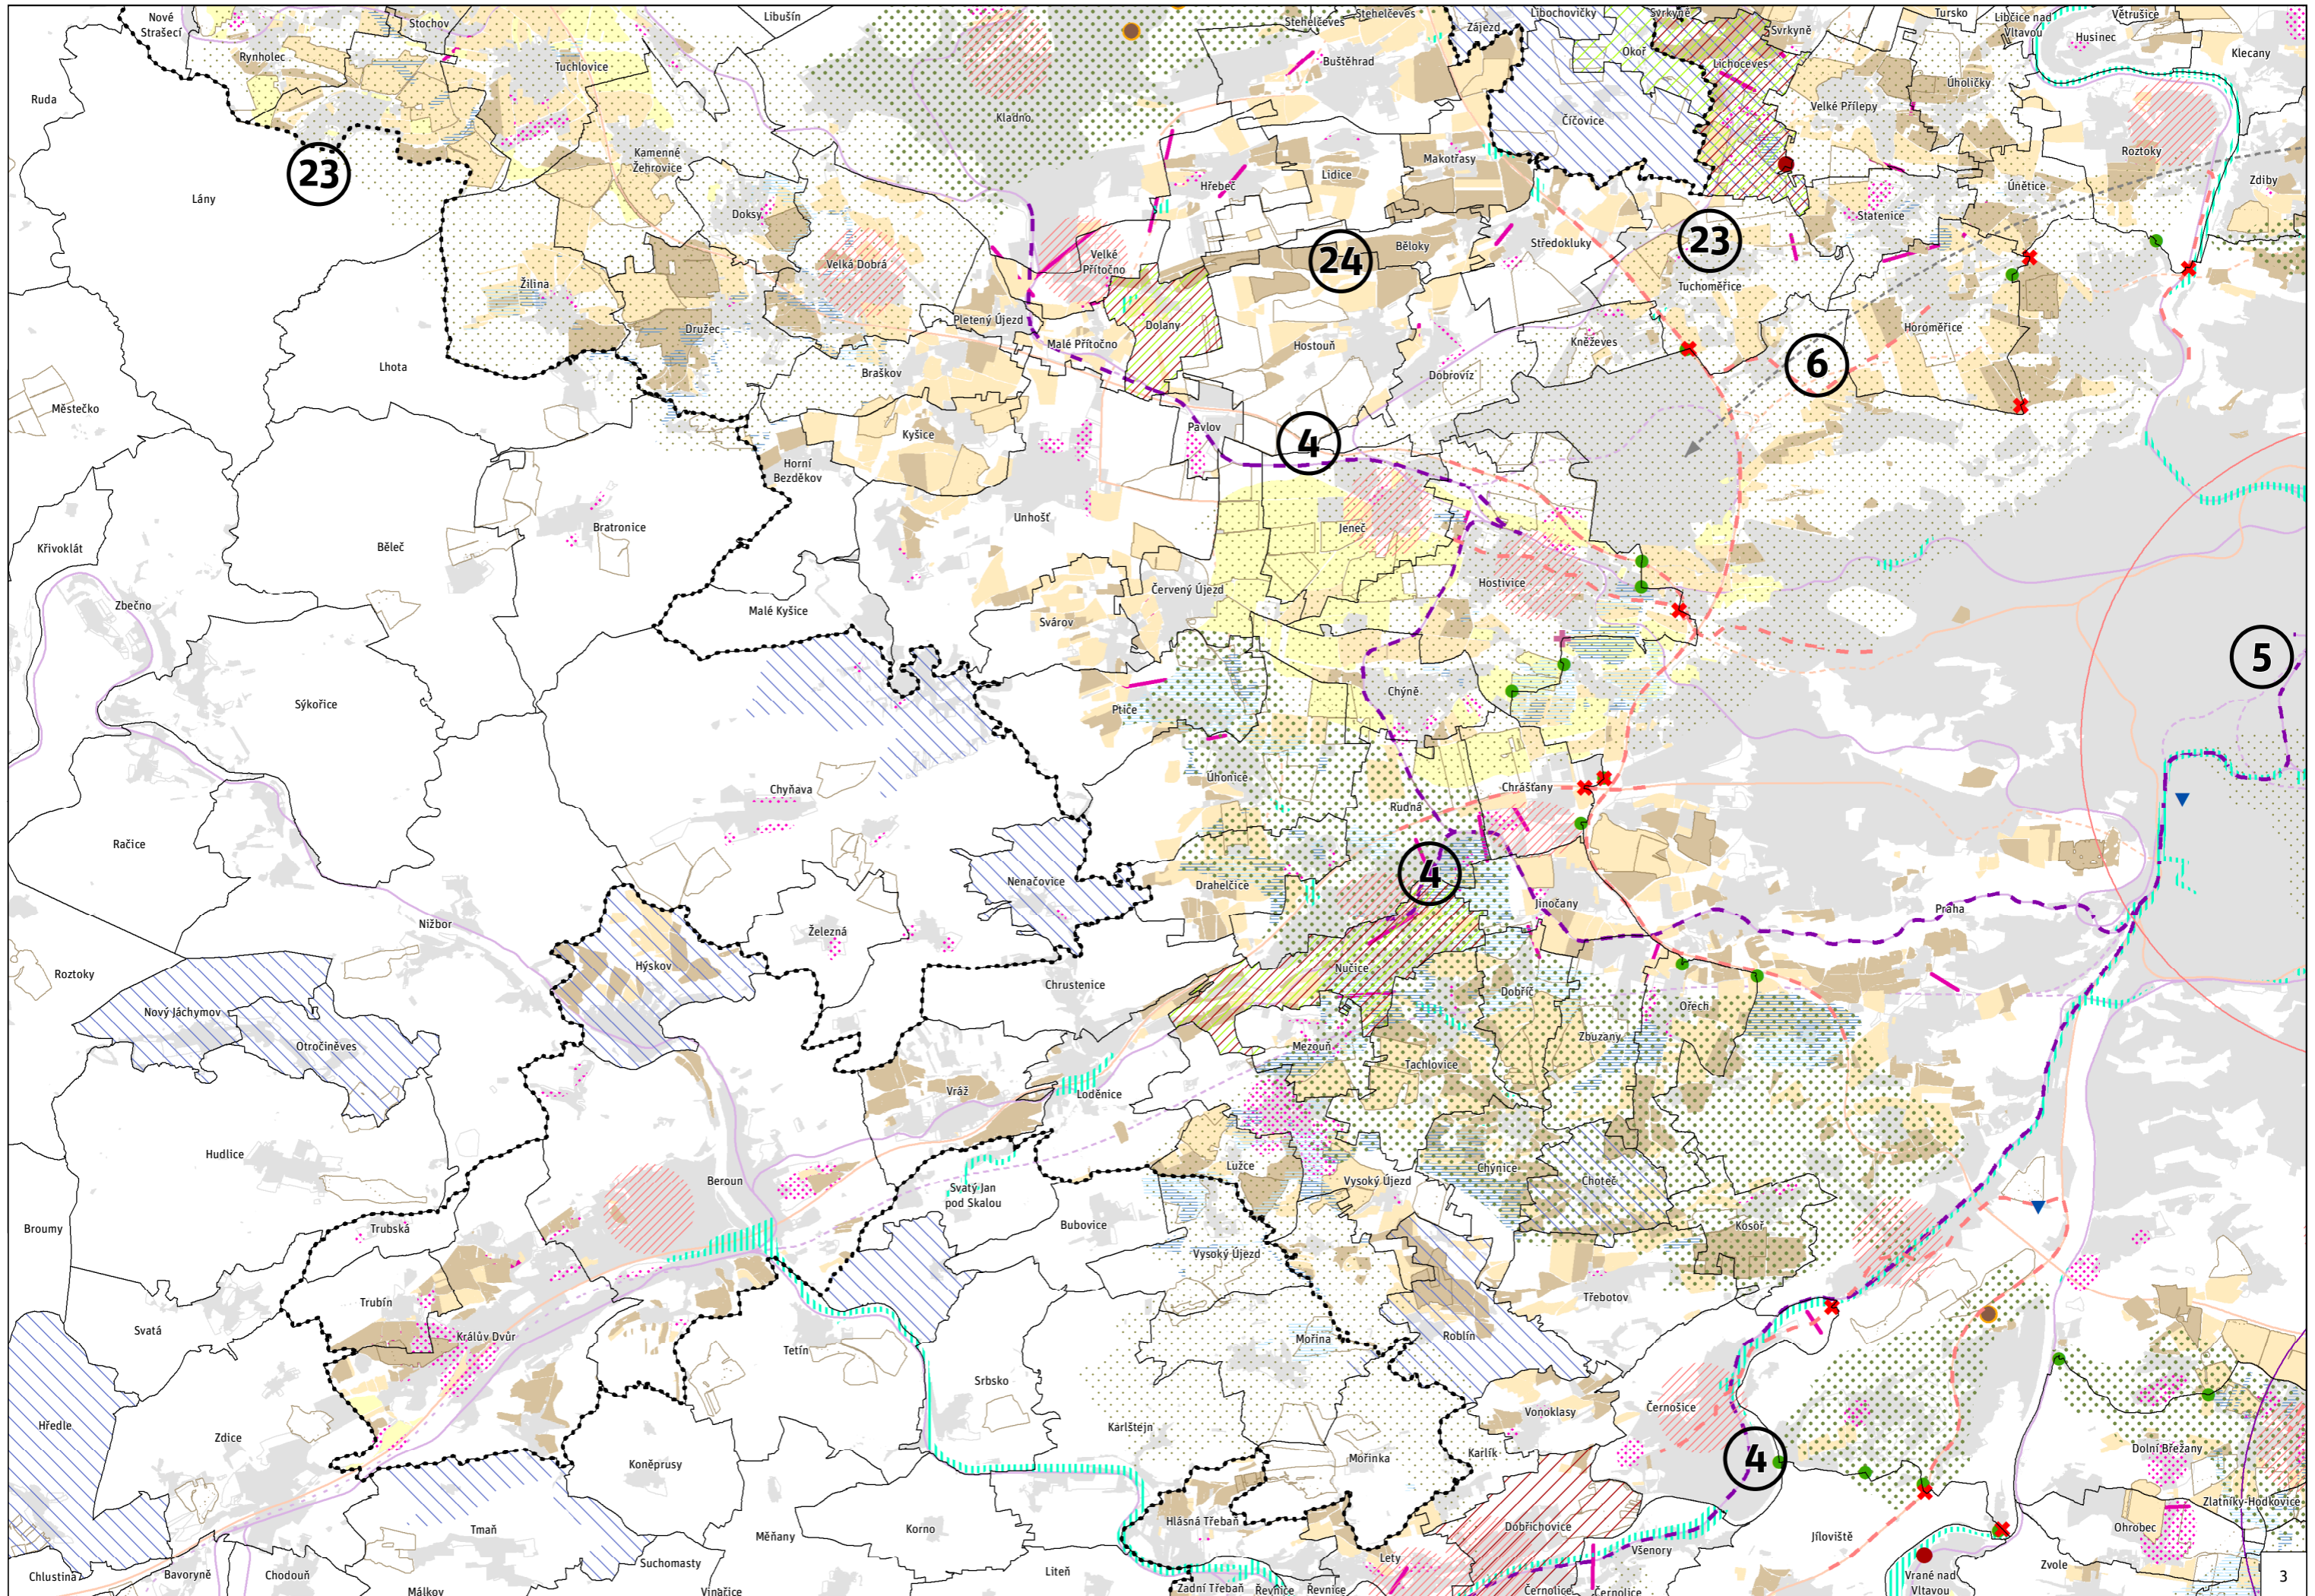 Nové
Strašecí
Stochov
Libušín
Stehelčeves
Stehelčeves
Zájezd
Libochovičky
Svrkyně
Tursko
Libčice nad
Vltavou
Větrušice
Rynholec
Tuchlovice
Buštěhrad
Okoř
Svrkyně
Husinec
Klecany
Lichoceves
Úholičky
Ruda
Velké Přílepy
Kladno
Číčovice
Kamenné
Žehrovice
Makotřasy
Roztoky
23
Lidice
Hřebeč
Únětice
Zdiby
Lány
Doksy
Statenice
Středokluky
23
Běloky
24
Velké
Přítočno
Velká Dobrá
Žilina
Tuchoměřice
Pletený Újezd
Dolany
Družec
Horoměřice
Malé Přítočno
Hostouň
Kněževes
6
Lhota
Braškov
Dobrovíz
Městečko
Kyšice
Pavlov
4
Horní
Bezděkov
Unhošť
Bratronice
Jeneč
Křivoklát
Běleč
Hostivice
Červený Újezd
Zbečno
Malé Kyšice
Svárov
5
Sýkořice
Chýně
Ptice
Úhonice
Chyňava
Chrášťany
Rudná
Račice
4
Nenačovice
Drahelčice
Jinočany
Praha
Nižbor
Železná
Hýskov
Nučice
Roztoky
Chrustenice
Dobříč
Ořech
Nový Jáchymov
Zbuzany
Otročiněves
Mezouň
Tachlovice
Vráž
Loděnice
Hudlice
Lužce
Chýnice
Beroun
Vysoký Újezd
Choteč
Svatý Jan
pod Skalou
Broumy
Trubská
Bubovice
Kosoř
Vysoký Újezd
Trubín
Třebotov
Svatá
Králův Dvůr
Mořina
Roblín
Tetín
Srbsko
Černošice
Vonoklasy
Hředle
Karlštejn
Zdice
Dolní Břežany
Karlík
Mořinka
Koněprusy
4
Zlatníky-Hodkovice
Hlásná Třebaň
Dobřichovice
Ohrobec
Tmaň
Korno
Měňany
Jíloviště
Všenory
Lety
Suchomasty
Zvole
Liteň
Chlustina
Bavoryně
Chodouň
Vrané nad
Vltavou
3
Málkov
Vinařice
Zadní Třebaň
Řevnice
Řevnice
Černolice
Černolice